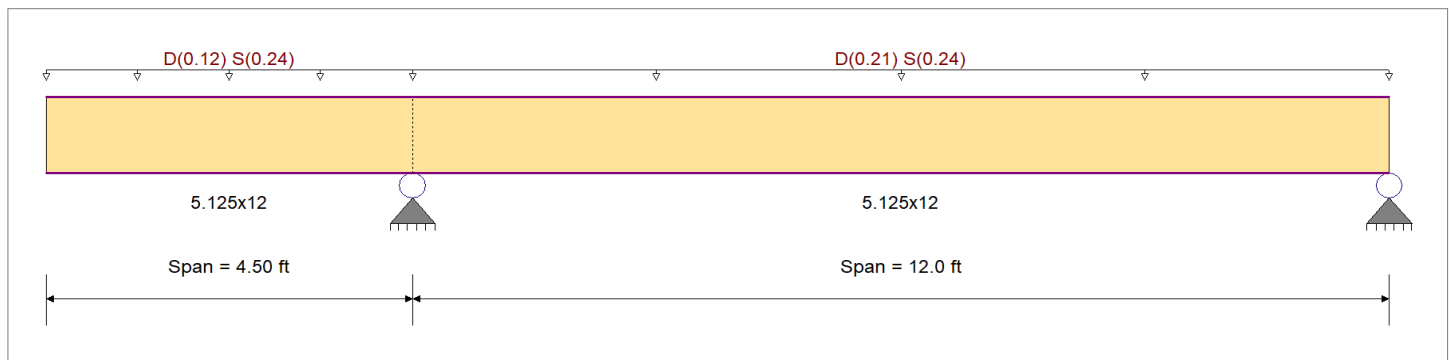 D(0.12) S(0.24)
D(0.21) S(0.24)
5.125x12
5.125x12
Span = 4.50 ft
Span = 12.0 ft